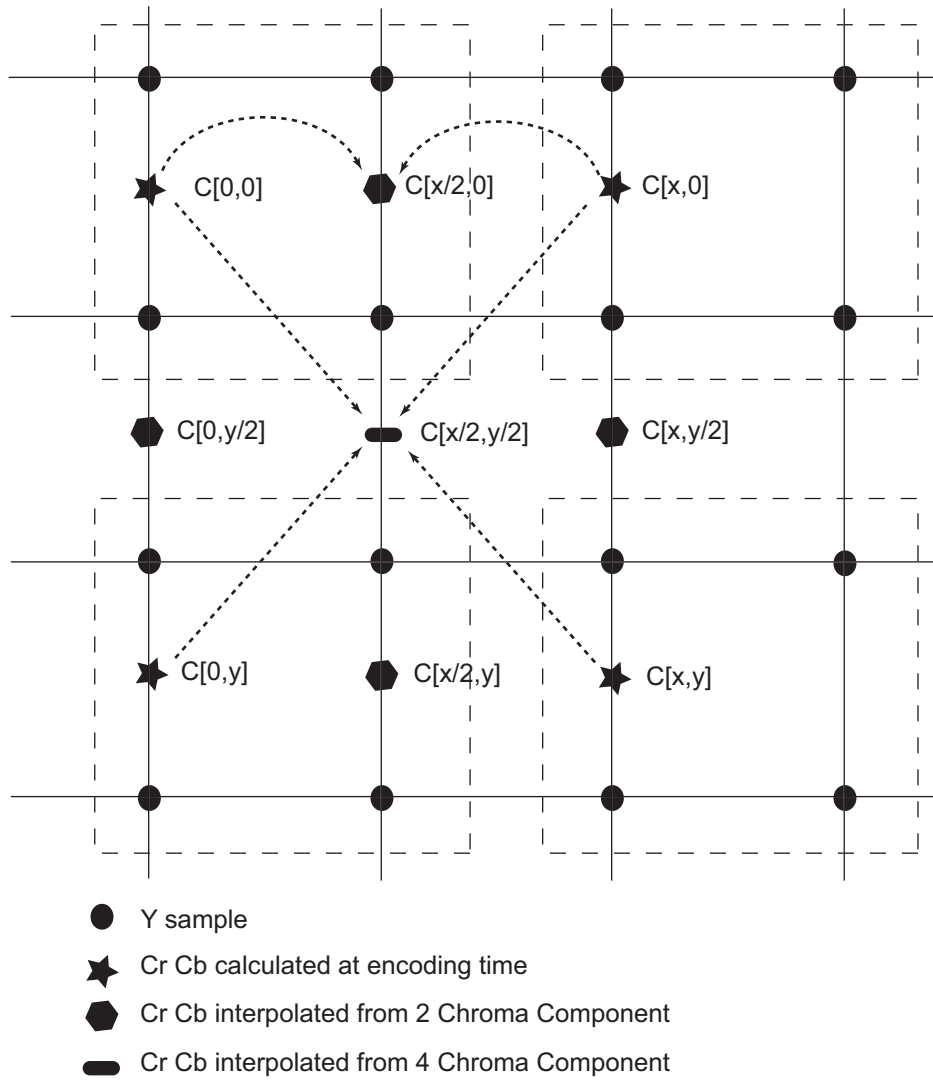 C[0,0]
C[x/2,0]
C[x,0]
C[0,y/2]
C[x/2,y/2]
C[x,y/2]
C[0,y]
C[x/2,y]
C[x,y]
Y sample
Cr Cb calculated at encoding time
Cr Cb interpolated from 2 Chroma Component
Cr Cb interpolated from 4 Chroma Component